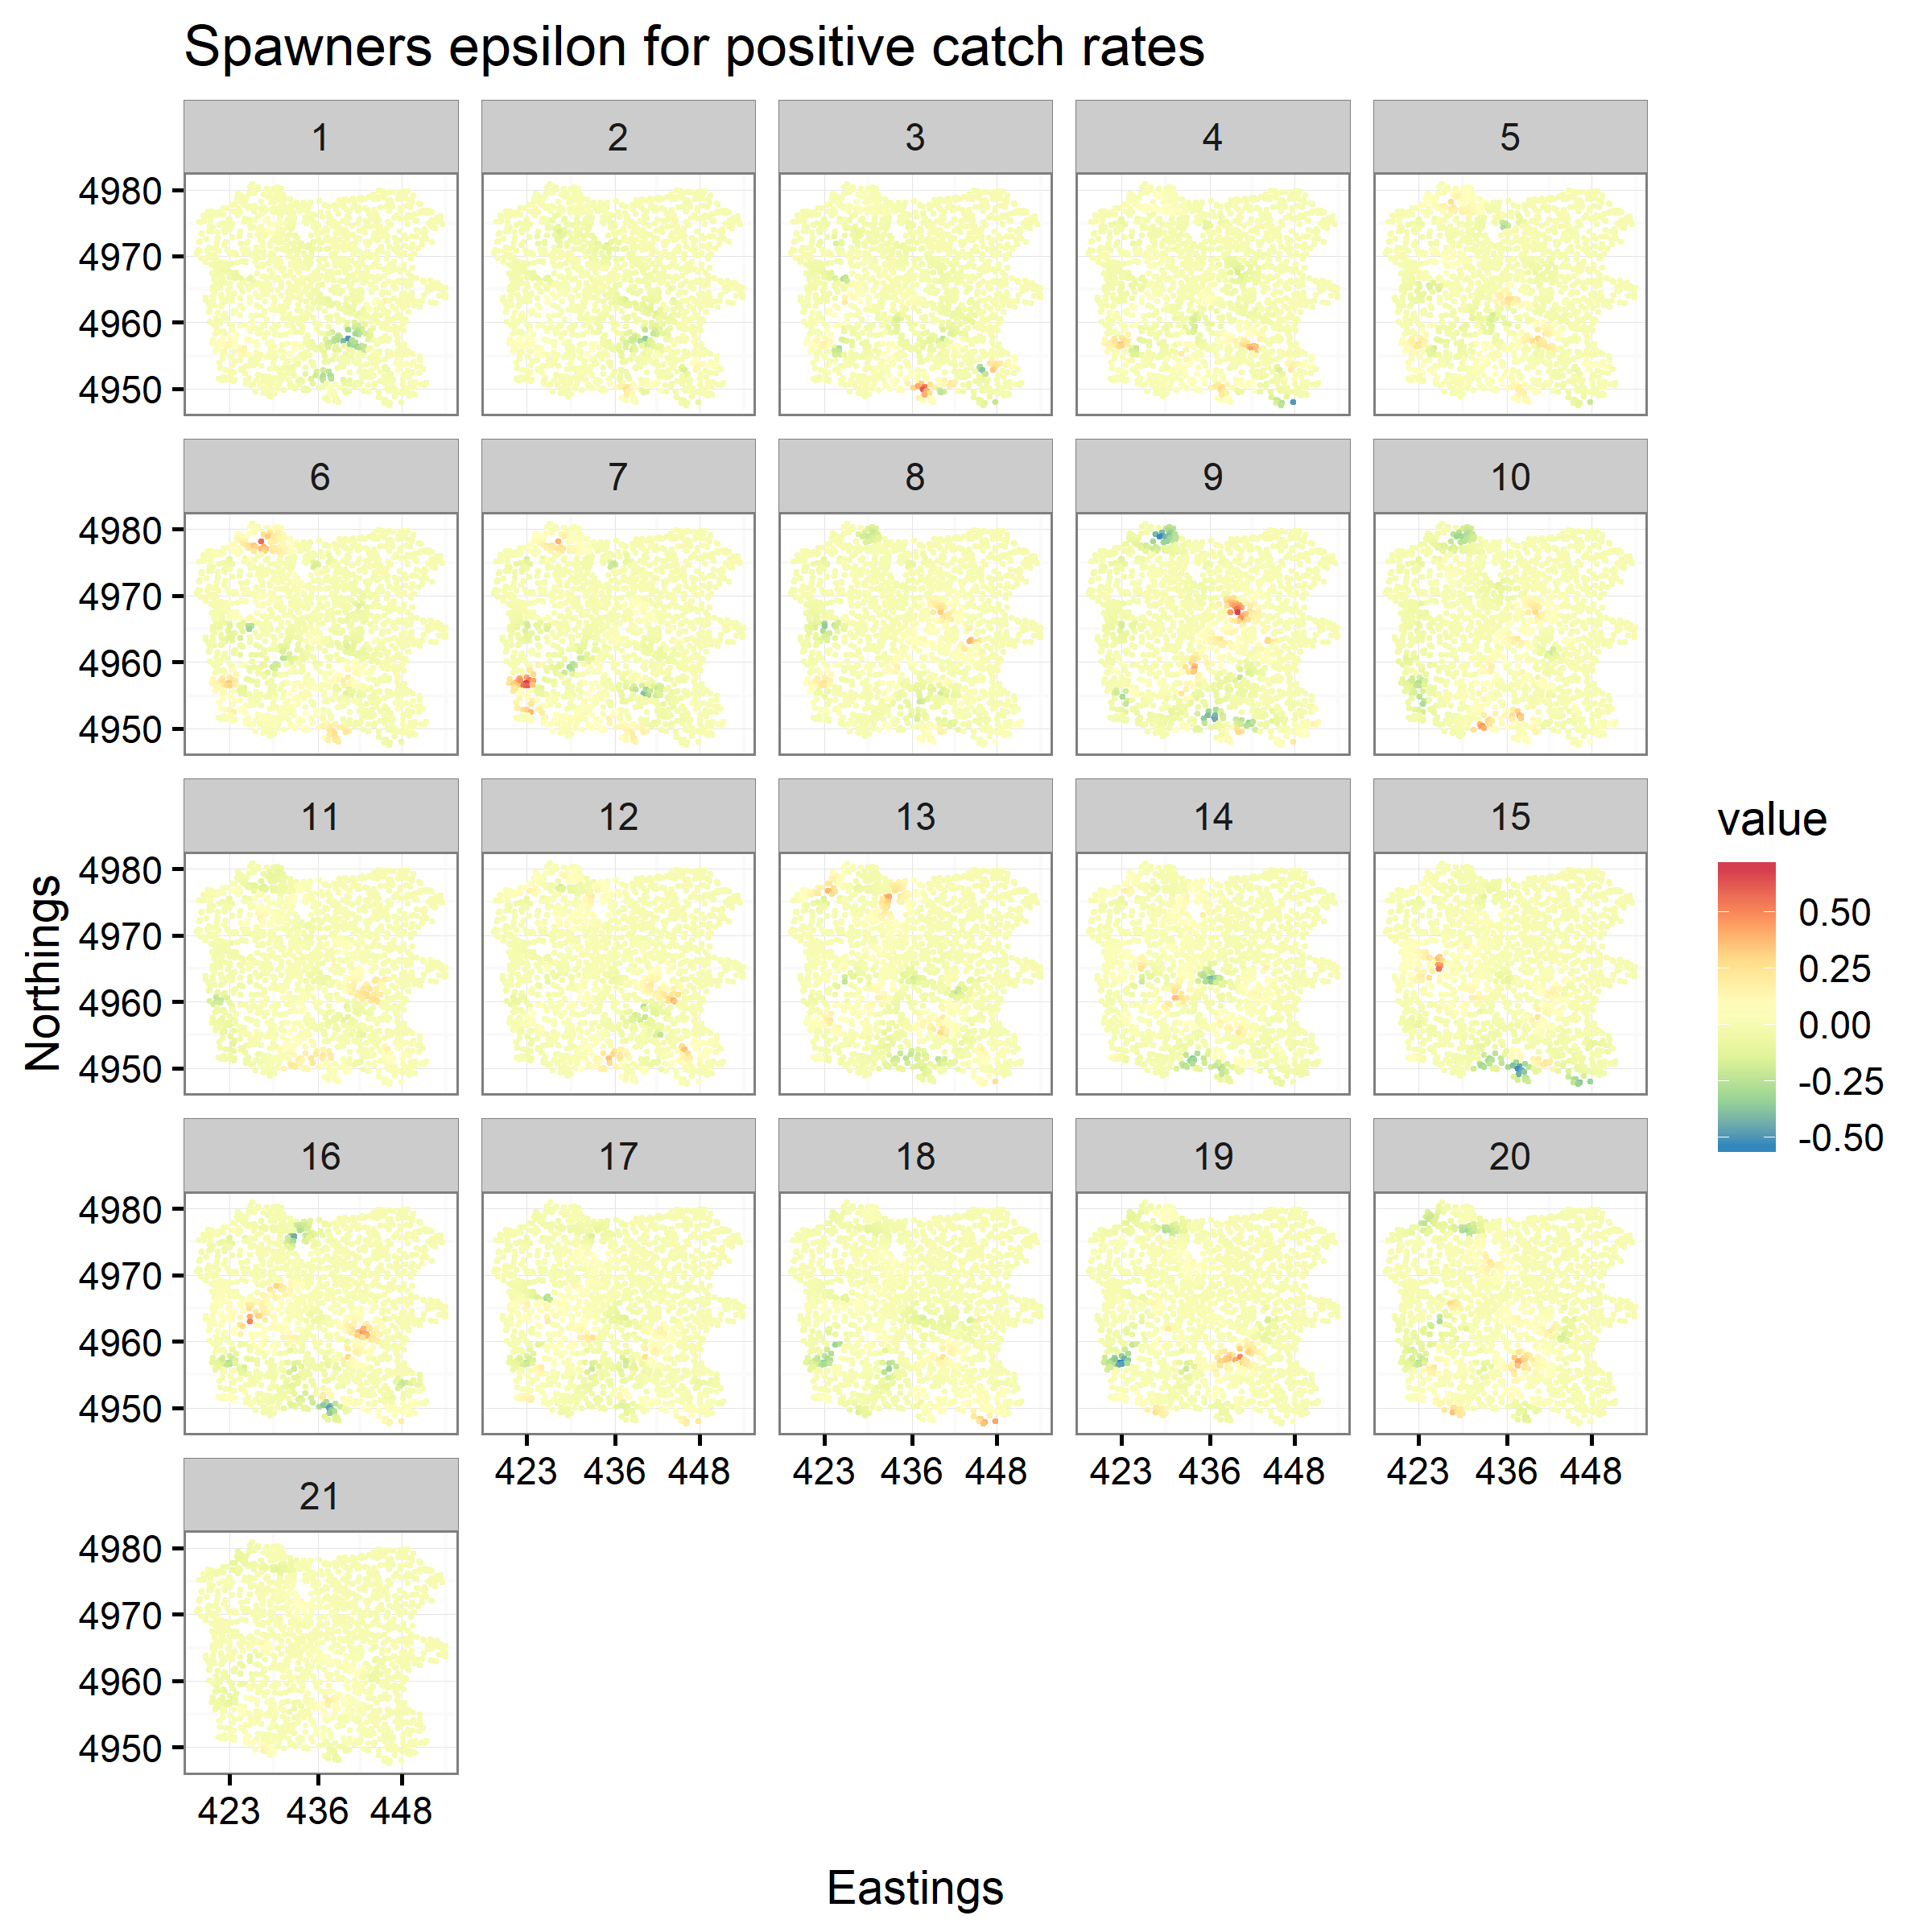 Spawners epsilon for positive catch rates
1 2 3 4 5
4980
4970
4960
4950
6 7 8 9 10
4980
4970
4960
4950
11 12 13 14 15
4980
4970
4960
4950
16 17 18 19 20
4980
4970
4960
4950
423 436 448 423 436 448 423 436 448 423 436 448
21
4980
4970
4960
4950
423 436 448
Eastings
Northings
value
0.50
0.25
0.00
-0.25
-0.50